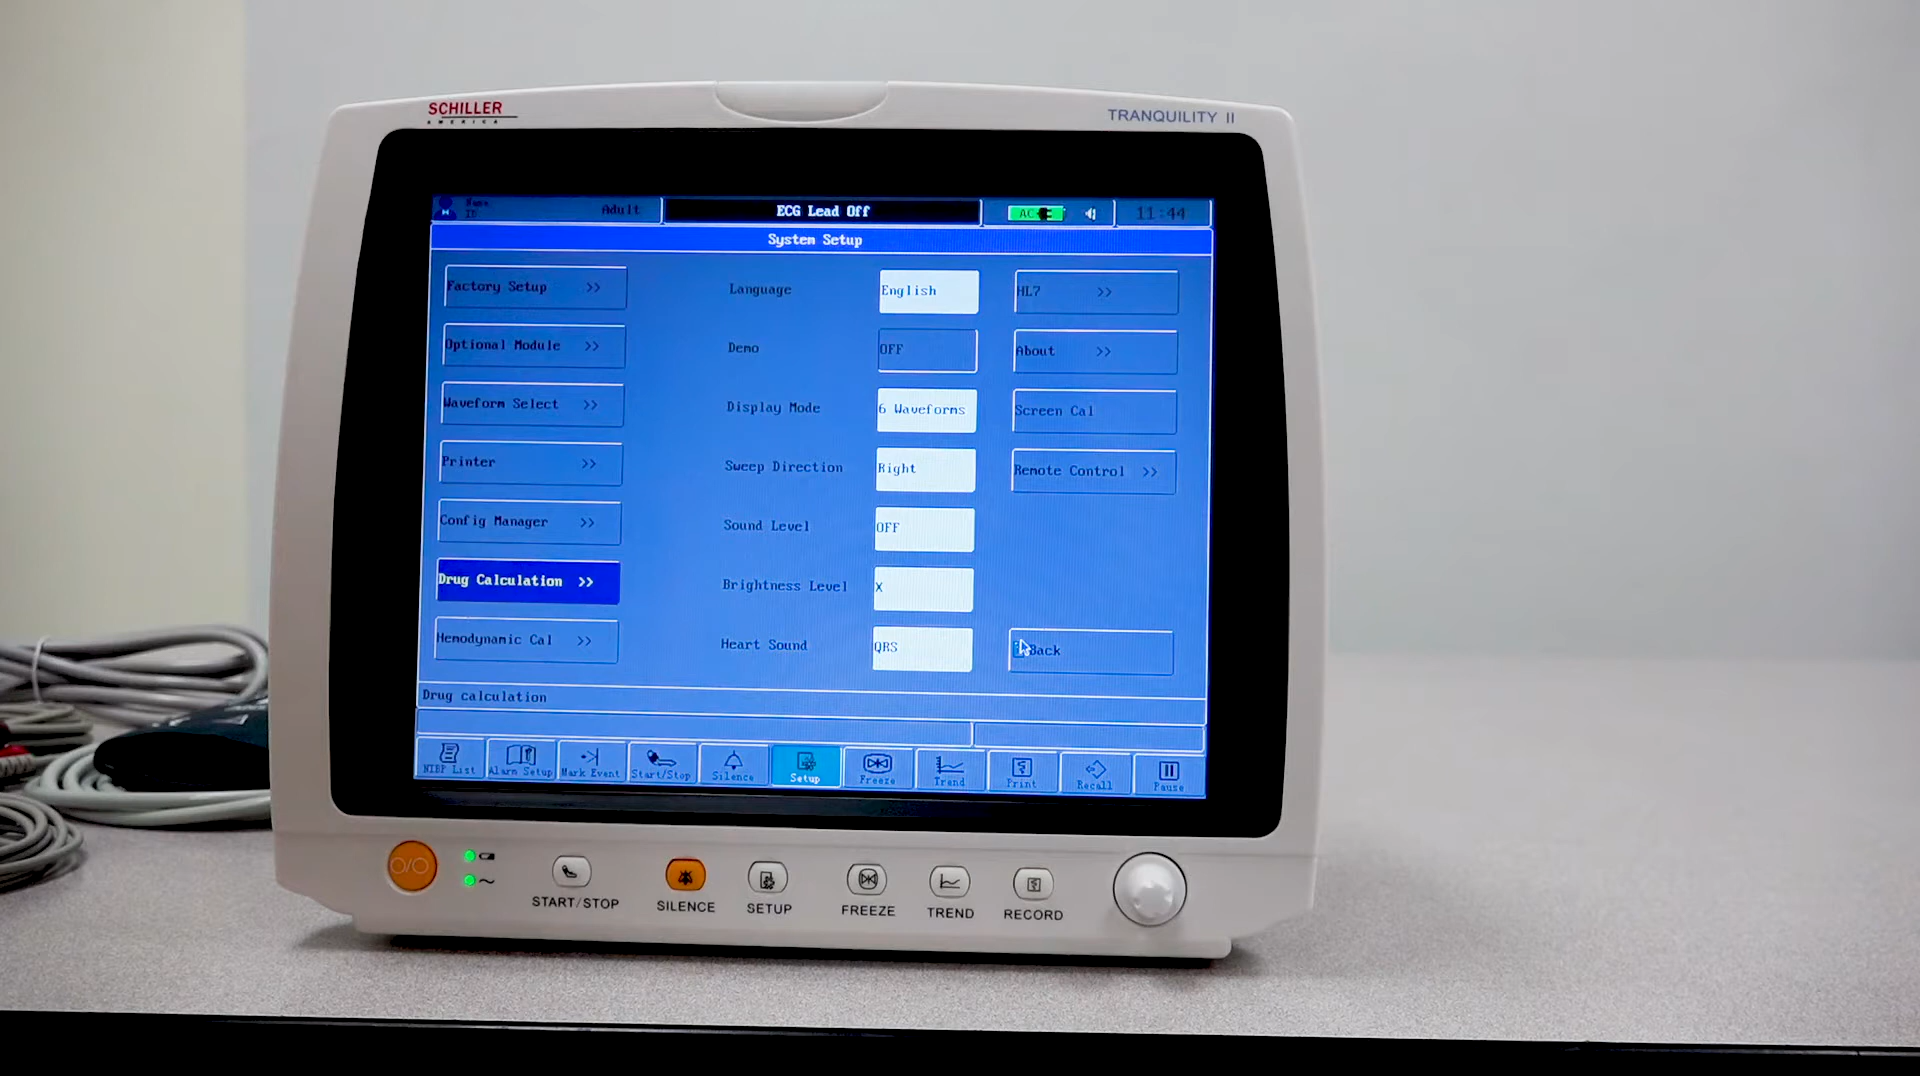 SCHILLER
AMERICA
TRANQUILITY II
Name
ID
Adult
ECG Lead Off
AC
11:44
System Setup
Factory Setup >>
Language English
HL7 >>
Optional Module >>
Demo OFF
About >>
Waveform Select >>
Display Mode 6 Waveforms
Screen Cal
Printer >>
Sweep Direction Right
Remote Control >>
Config Manager >>
Sound Level OFF
Drug Calculation >>
Brightness Level X
Hemodynamic Cal >>
Heart Sound QRS
Back
Drug calculation
NIBP List
Alarm Setup
Mark Event
Start/Stop
Silence
Setup
Freeze
Trend
Print
Recall
Pause
START/STOP
SILENCE
SETUP
FREEZE
TREND
RECORD